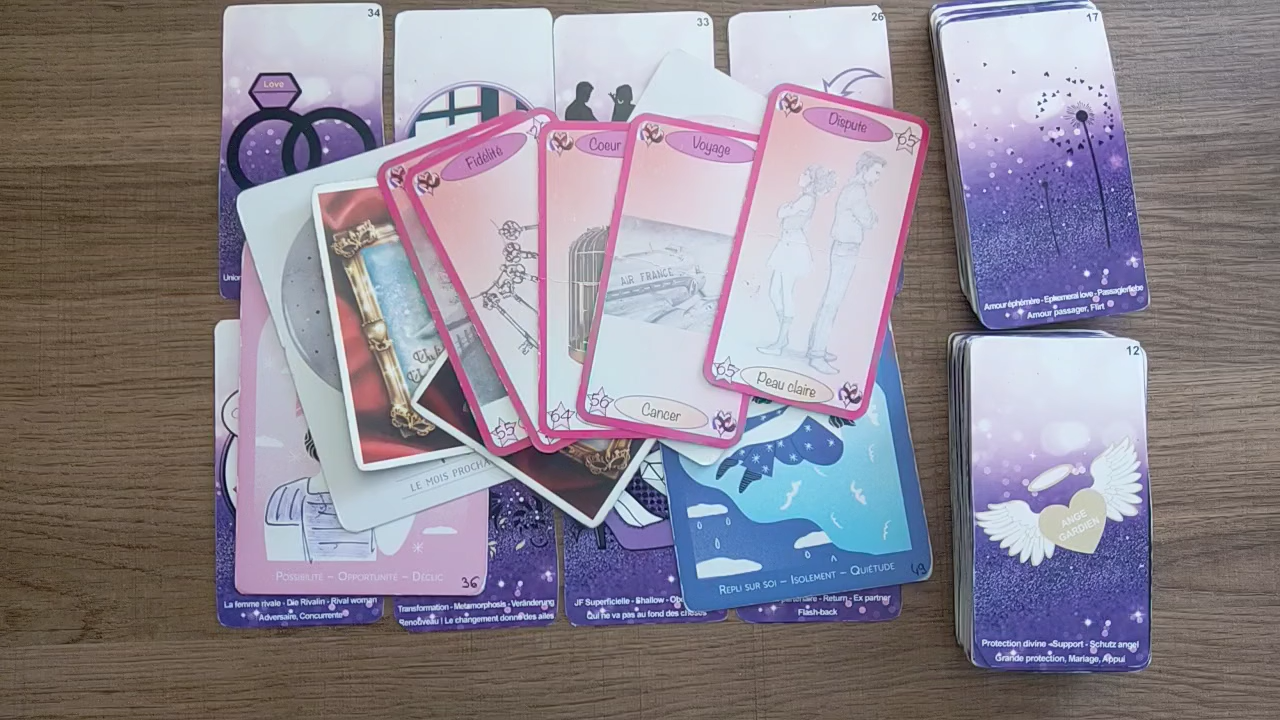 34
Love
33
26
17
Amour éphémère - Ephemeral love - Passagerliebe
Amour passager, Flirt
Fidélité
Coeur
Voyage
Dispute
65
AIR FRANCE
55
64
56
Cancer
65
Peau claire
LE MOIS PROCHA
POSSIBILITÉ – OPPORTUNITÉ – DÉCLIC
36
REPLI SUR SOI – ISOLEMENT – QUIÉTUDE
La femme rivale - Die Rivalin - Rival woman
Adversaire, Concurrente
Transformation - Metamorphosis - Veränderung
Renouveau ! Le changement donne des ailes
JF Superficielle - Shallow -
Qui ne va pas au fond des choses
- Return - Ex partner
Flash-back
12
ANGE
GARDIEN
Protection divine - Support - Schutz angel
Grande protection, Mariage, Appui